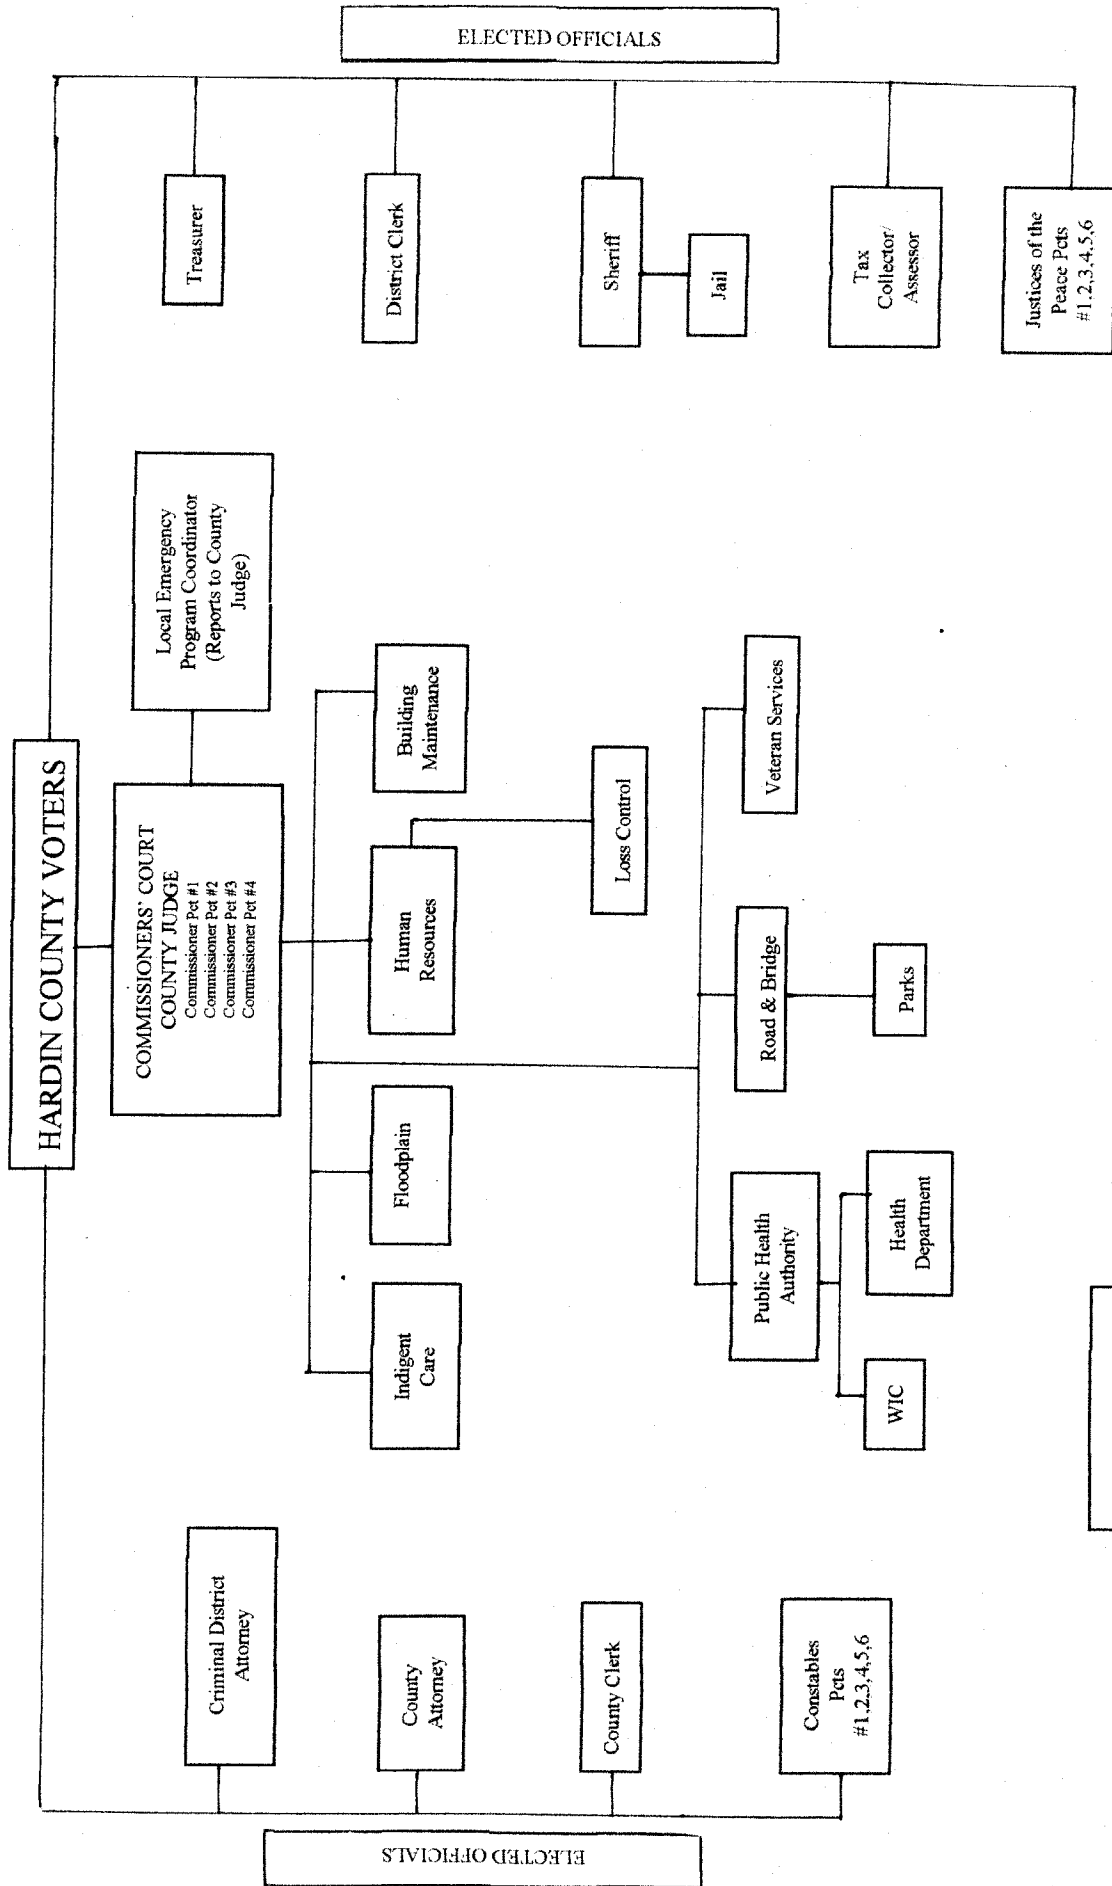 HARDIN COUNTY VOTERS
ELECTED OFFICIALS
ELECTED OFFICIALS
COMMISSIONERS' COURT
COUNTY JUDGE
Commissioner Pct #1
Commissioner Pct #2
Commissioner Pct #3
Commissioner Pct #4
Local Emergency
Program Coordinator
(Reports to County
Judge)
Criminal District
Attorney
County
Attorney
County Clerk
Constables
Pcts
#1,2,3,4,5,6
Indigent
Care
Floodplain
Human
Resources
Building
Maintenance
Loss Control
Public Health
Authority
WIC
Health
Department
Road & Bridge
Parks
Veteran Services
Treasurer
District Clerk
Sheriff
Jail
Tax
Collector/
Assessor
Justices of the
Peace Pcts
#1,2,3,4,5,6